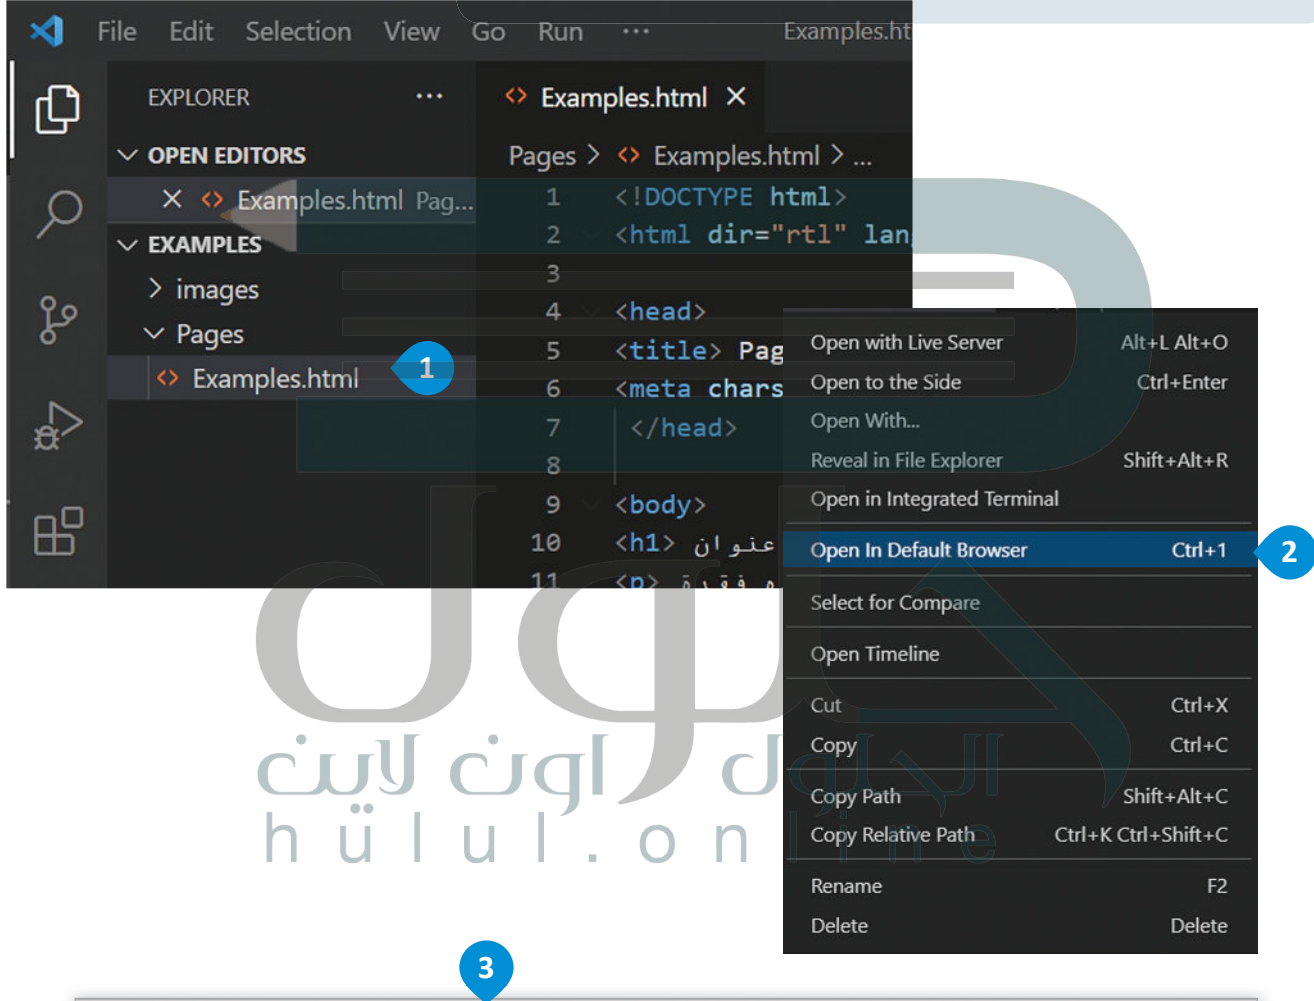 File Edit Selection View Go Run ··· Examples.ht
EXPLORER ···
OPEN EDITORS
Examples.html Pag...
EXAMPLES
images
Pages
Examples.html
1
Examples.html
Pages > Examples.html > ...
1 <!DOCTYPE html>
2 <html dir="rtl" lan
3
4 <head>
5 <title> Pag
6 <meta chars
7 </head>
8
9 <body>
10 <h1> عنوان
11 <p> ه فقرة
Open with Live Server Alt+L Alt+O
Open to the Side Ctrl+Enter
Open With...
Reveal in File Explorer Shift+Alt+R
Open in Integrated Terminal
Open In Default Browser Ctrl+1
2
Select for Compare
Open Timeline
Cut Ctrl+X
Copy Ctrl+C
Copy Path Shift+Alt+C
Copy Relative Path Ctrl+K Ctrl+Shift+C
Rename F2
Delete Delete
حلول
الحلول اون لاين
hülul.online
3